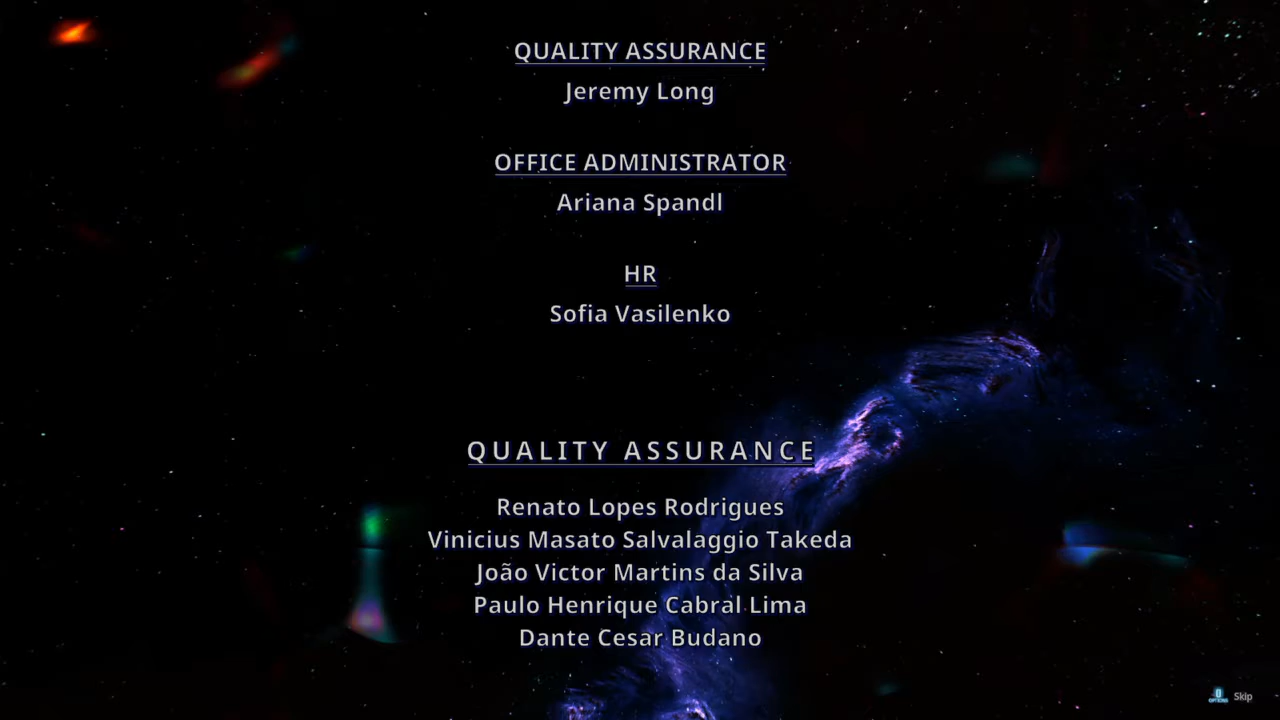 QUALITY ASSURANCE
Jeremy Long
OFFICE ADMINISTRATOR
Ariana Spandl
HR
Sofia Vasilenko
QUALITY ASSURANCE
Renato Lopes Rodrigues
Vinicius Masato Salvalaggio Takeda
João Victor Martins da Silva
Paulo Henrique Cabral Lima
Dante Cesar Budano
OPTIONS Skip